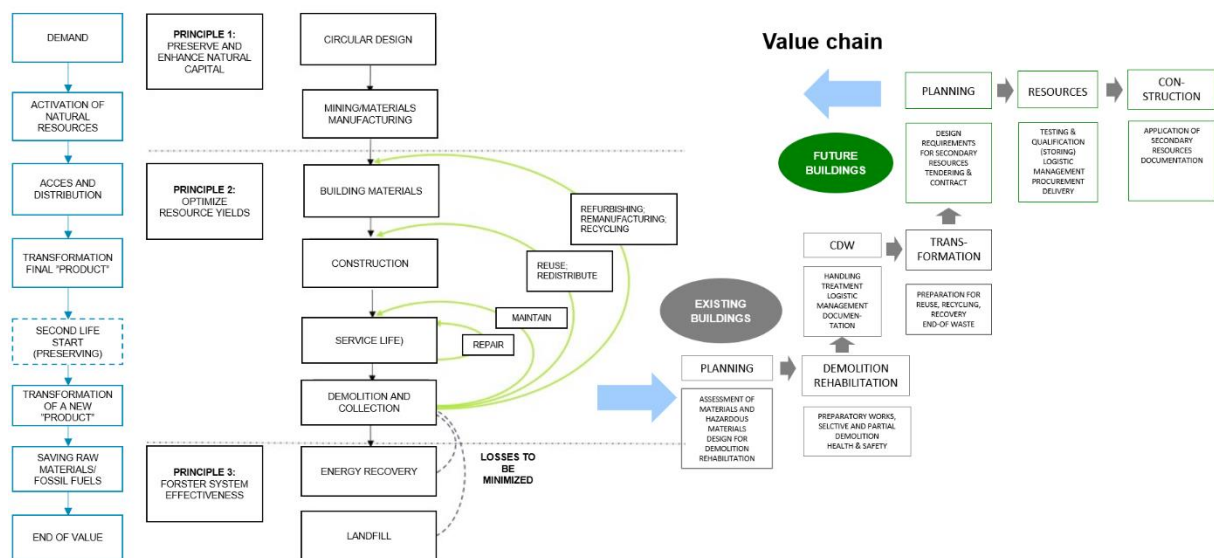 DEMAND
ACTIVATION OF
NATURAL
RESOURCES
ACCES AND
DISTRIBUTION
TRANSFORMATION
FINAL "PRODUCT"
SECOND LIFE
START
(PRESERVING)
TRANSFORMATION
OF A NEW
"PRODUCT"
SAVING RAW
MATERIALS/
FOSSIL FUELS
END OF VALUE
PRINCIPLE 1:
PRESERVE AND
ENHANCE NATURAL
CAPITAL
PRINCIPLE 2:
OPTIMIZE
RESOURCE YIELDS
PRINCIPLE 3:
FORSTER SYSTEM
EFFECTIVENESS
CIRCULAR DESIGN
MINING/MATERIALS
MANUFACTURING
BUILDING MATERIALS
CONSTRUCTION
SERVICE LIFE)
DEMOLITION AND
COLLECTION
ENERGY RECOVERY
LANDFILL
REFURBISHING;
REMANUFACTURING;
RECYCLING
REUSE;
REDISTRIBUTE
MAINTAIN
REPAIR
LOSSES TO
BE
MINIMIZED
Value chain
FUTURE
BUILDINGS
EXISTING
BUILDINGS
PLANNING
ASSESSMENT OF
MATERIALS AND
HAZARDOUS
MATERIALS
DESIGN FOR
DEMOLITION
REHABILITATION
DEMOLITION
REHABILITATION
PREPARATORY WORKS,
SELCTIVE AND PARTIAL
DEMOLITION
HEALTH & SAFETY
CDW
HANDLING
TREATMENT
LOGISTIC
MANAGEMENT
DOCUMEN-
TATION
TRANS-
FORMATION
PREPARATION FOR
REUSE, RECYCLING,
RECOVERY
END-OF WASTE
PLANNING
DESIGN
REQUIREMENTS
FOR SECONDARY
RESOURCES
TENDERING &
CONTRACT
RESOURCES
TESTING &
QUALIFICATION
(STORING)
LOGISTIC
MANAGEMENT
PROCUREMENT
DELIVERY
CON-
STRUCTION
APPLICATION OF
SECONDARY
RESOURCES
DOCUMENTATION